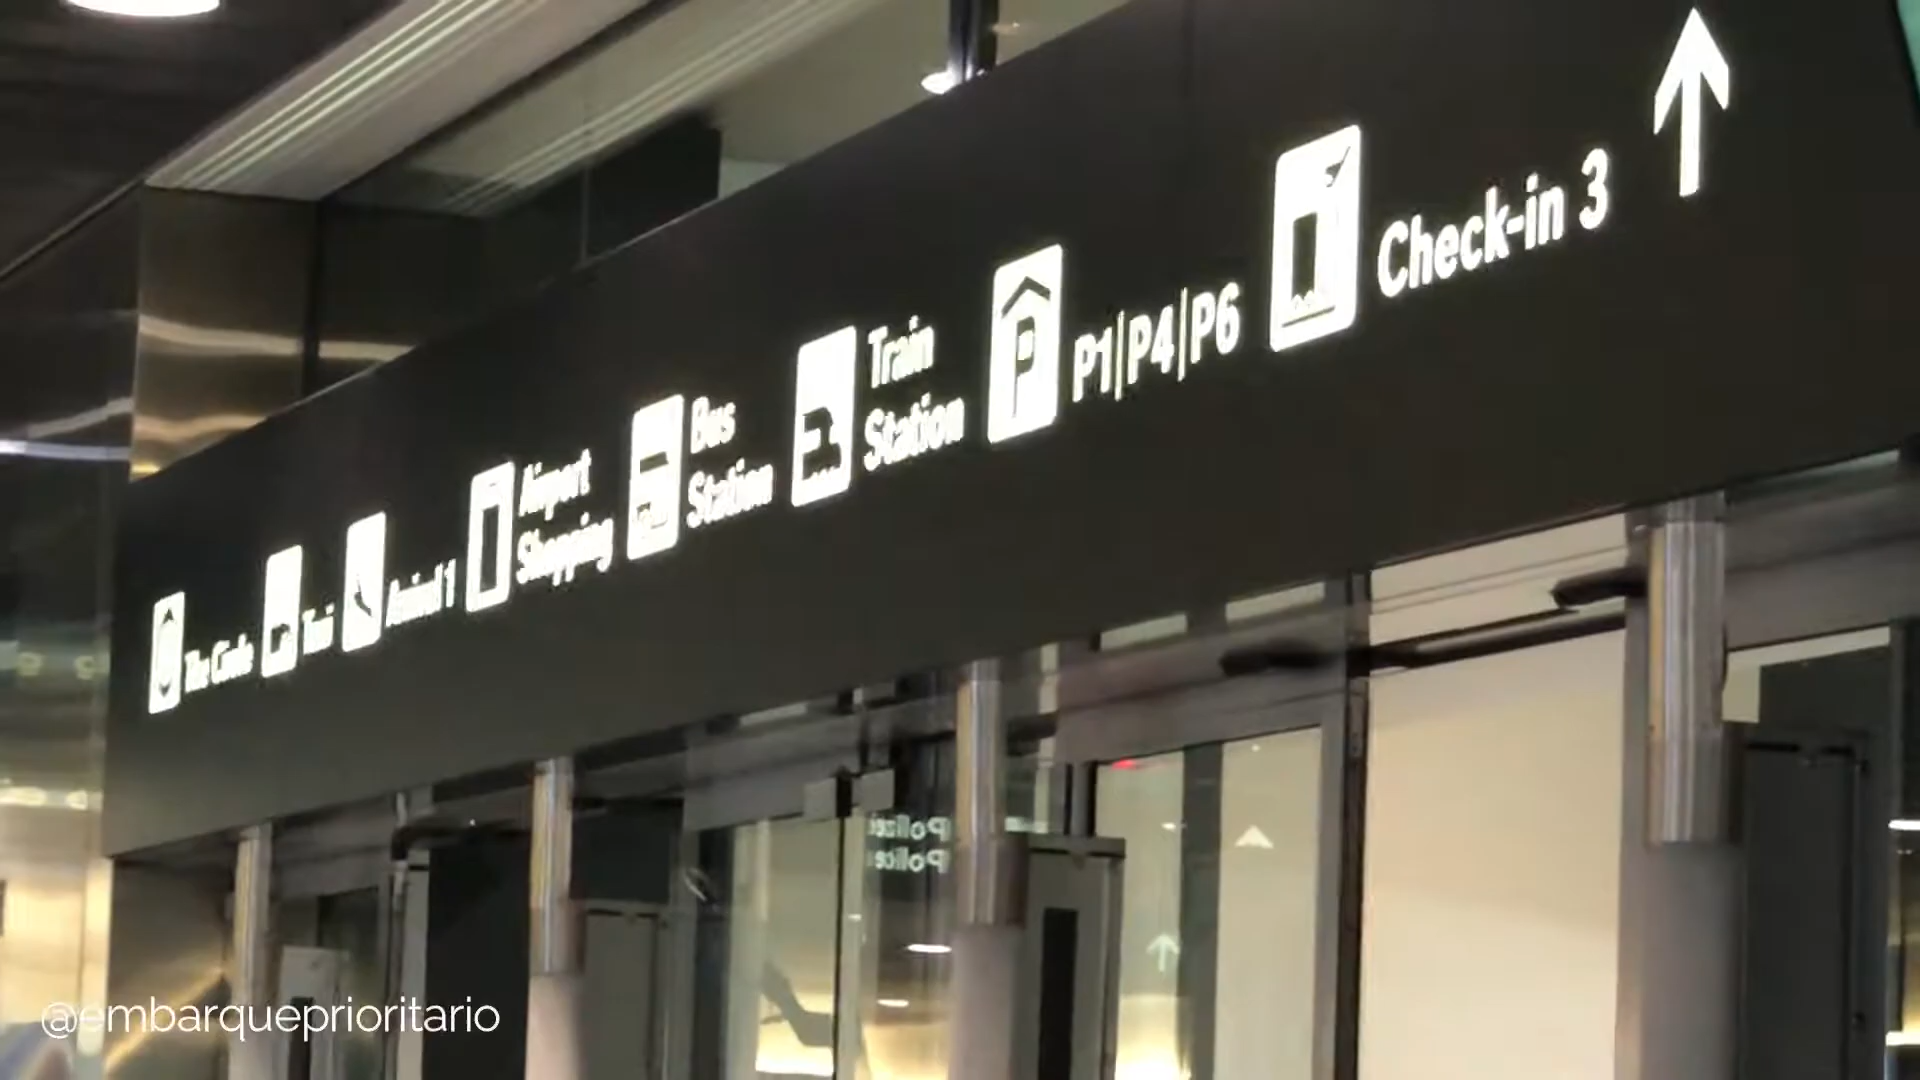 The Circle
Taxi
Arrival 1
Airport
Shopping
Bus
Station
Train
Station
P
P1|P4|P6
Check-in 3
Polizei
Police
@embarqueprioritario